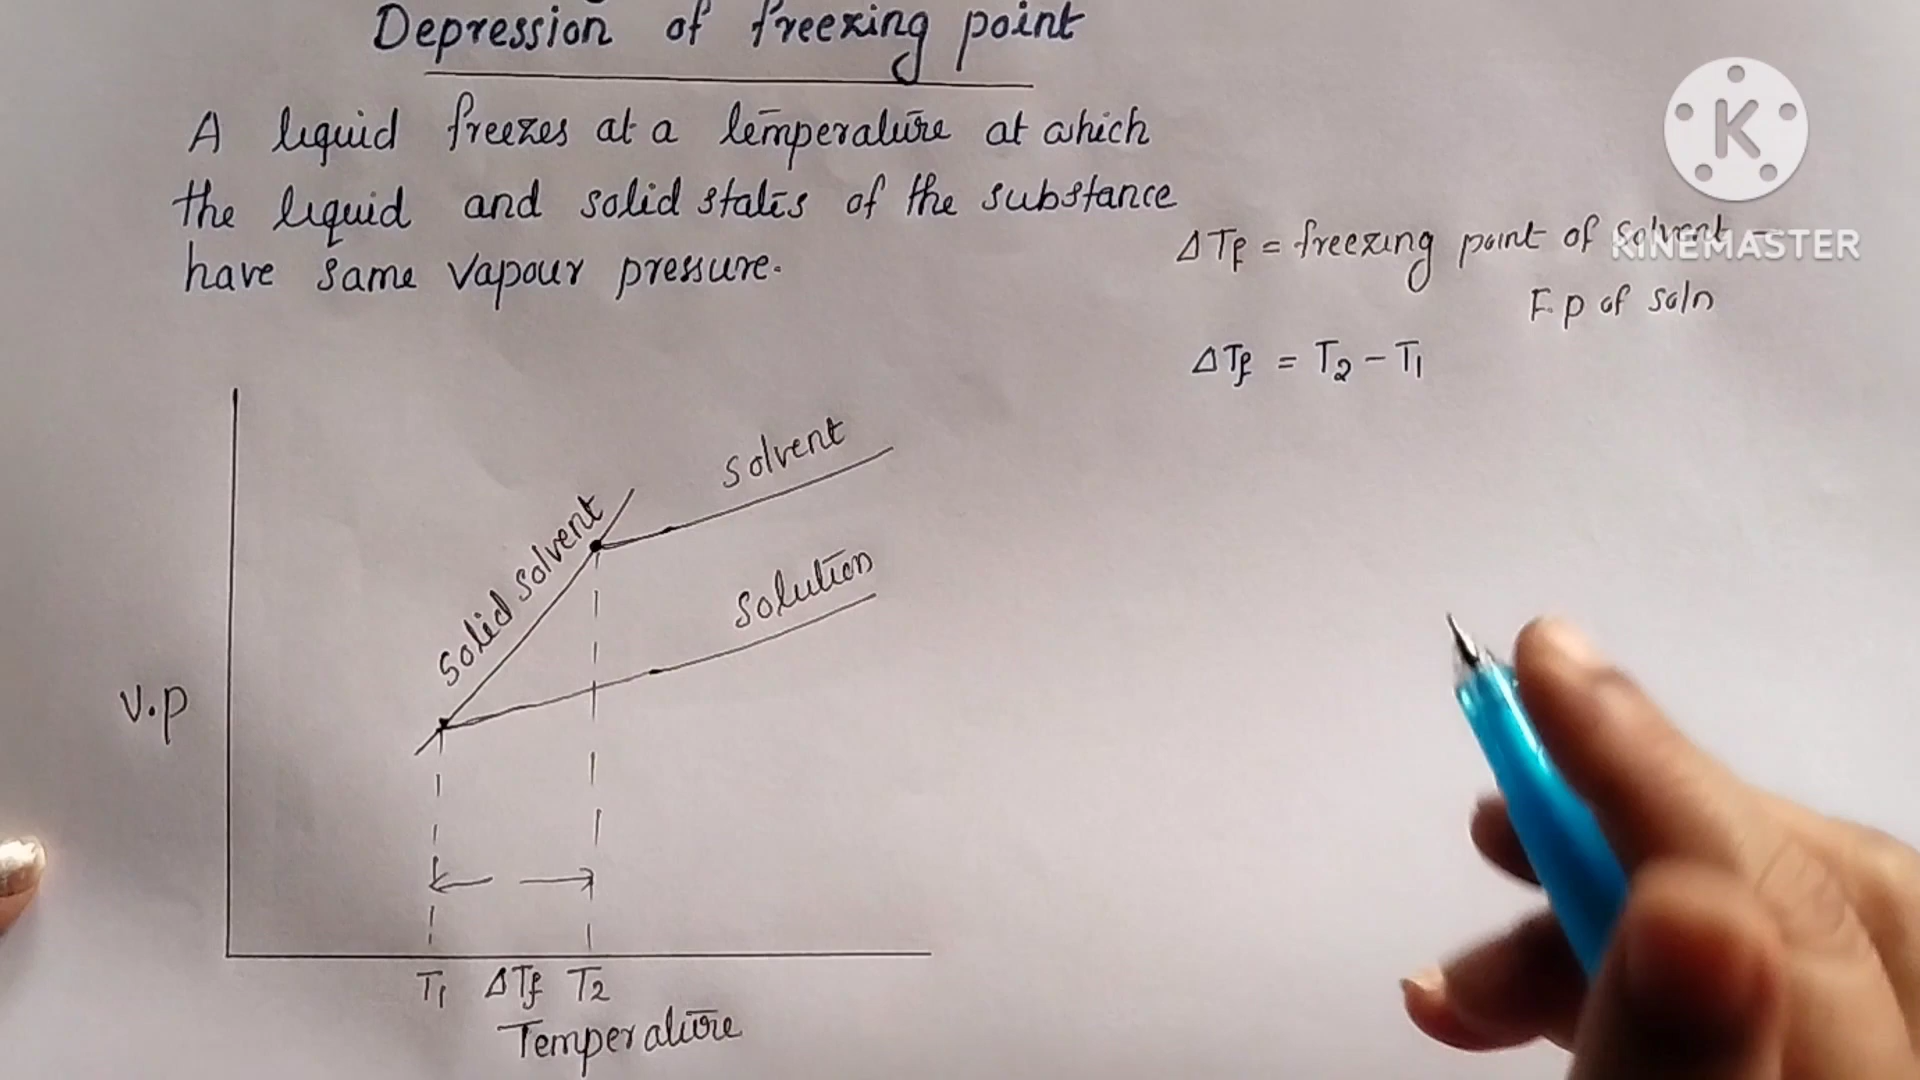 Depression of freezing point
A liquid freezes at a temperature at which
the liquid and solid states of the substance
have same vapour pressure.
K
KINEMASTER
ΔTf = freezing point of solvent -
F.p of soln
ΔTf = T2 - T1
solvent
solid solvent
solution
V.p
T1 ΔTf T2
Temperature